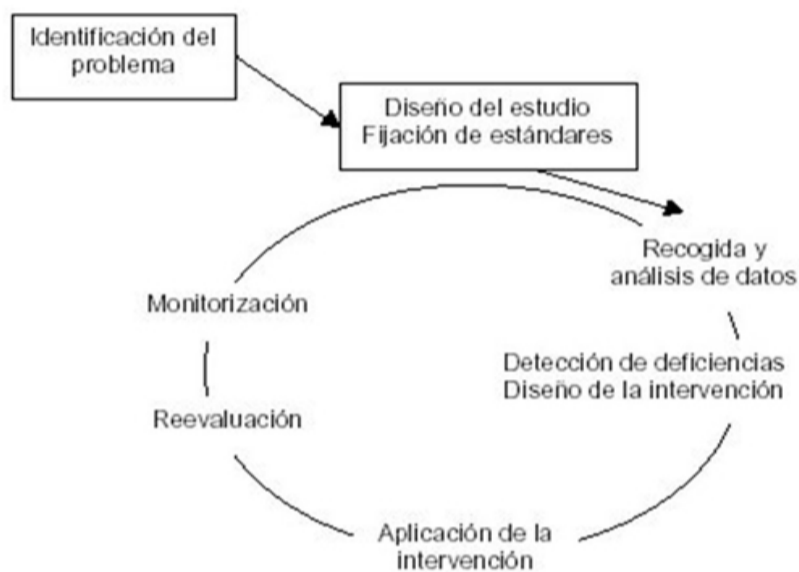 Identificación del
problema
Diseño del estudio
Fijación de estándares
Recogida y
análisis de datos
Detección de deficiencias
Diseño de la intervención
Aplicación de la
intervención
Reevaluación
Monitorización